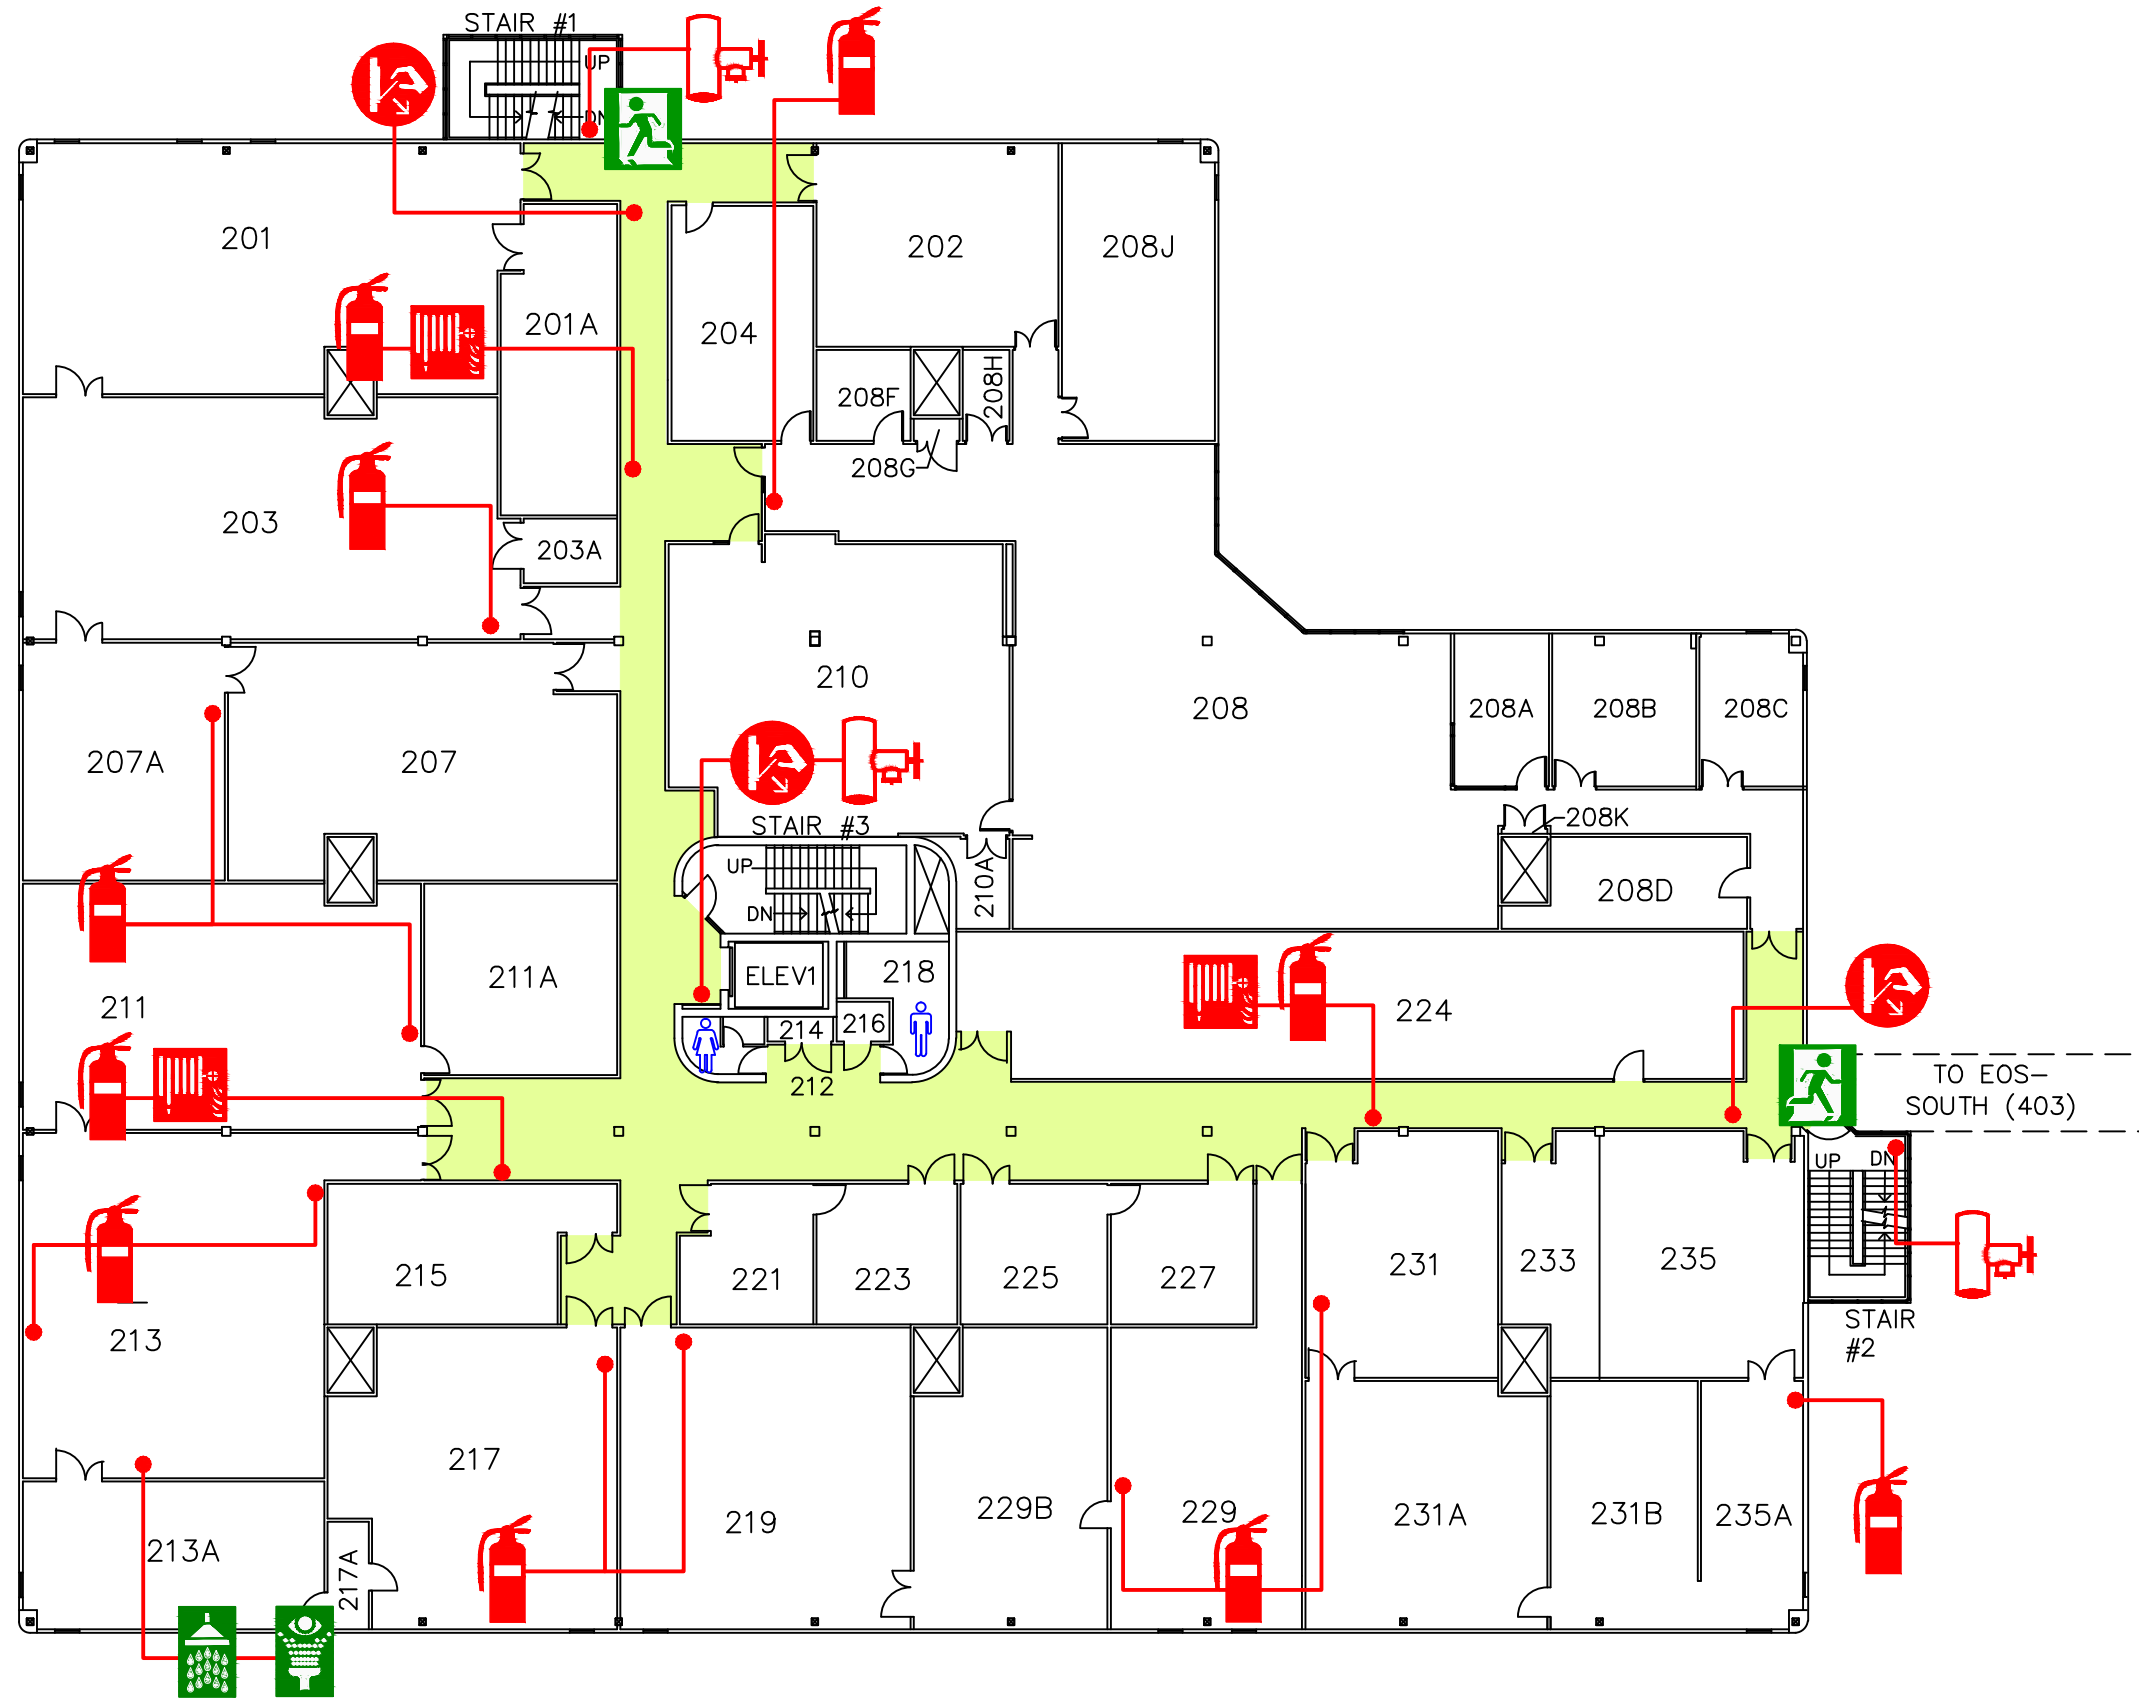 STAIR #1
UP
DN
201
202
208J
201A
204
208F
208H
208G
203
203A
210
208
208A
208B
208C
207A
207
STAIR #3
208K
UP
210A
208D
DN
211A
ELEV1
218
211
224
214
216
212
TO EOS-
SOUTH (403)
UP
DN
215
221
223
225
227
231
233
235
213
STAIR
#2
217
219
229B
229
231A
231B
235A
213A
217A